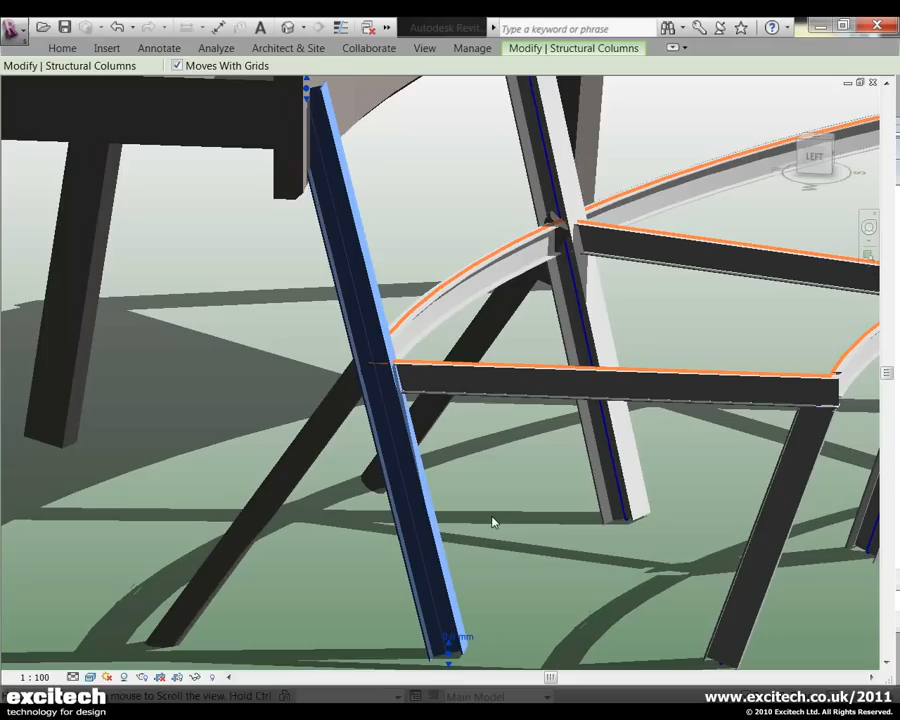 Autodesk Revit
Type a keyword or phrase
Home Insert Annotate Analyze Architect & Site Collaborate View Manage Modify | Structural Columns
Modify | Structural Columns Moves With Grids
LEFT
mm
1 : 100
mouse to Scroll the view. Hold Ctrl
Main Model
excitech
technology for design
www.excitech.co.uk/2011
© 2010 Excitech Ltd. All Rights Reserved.